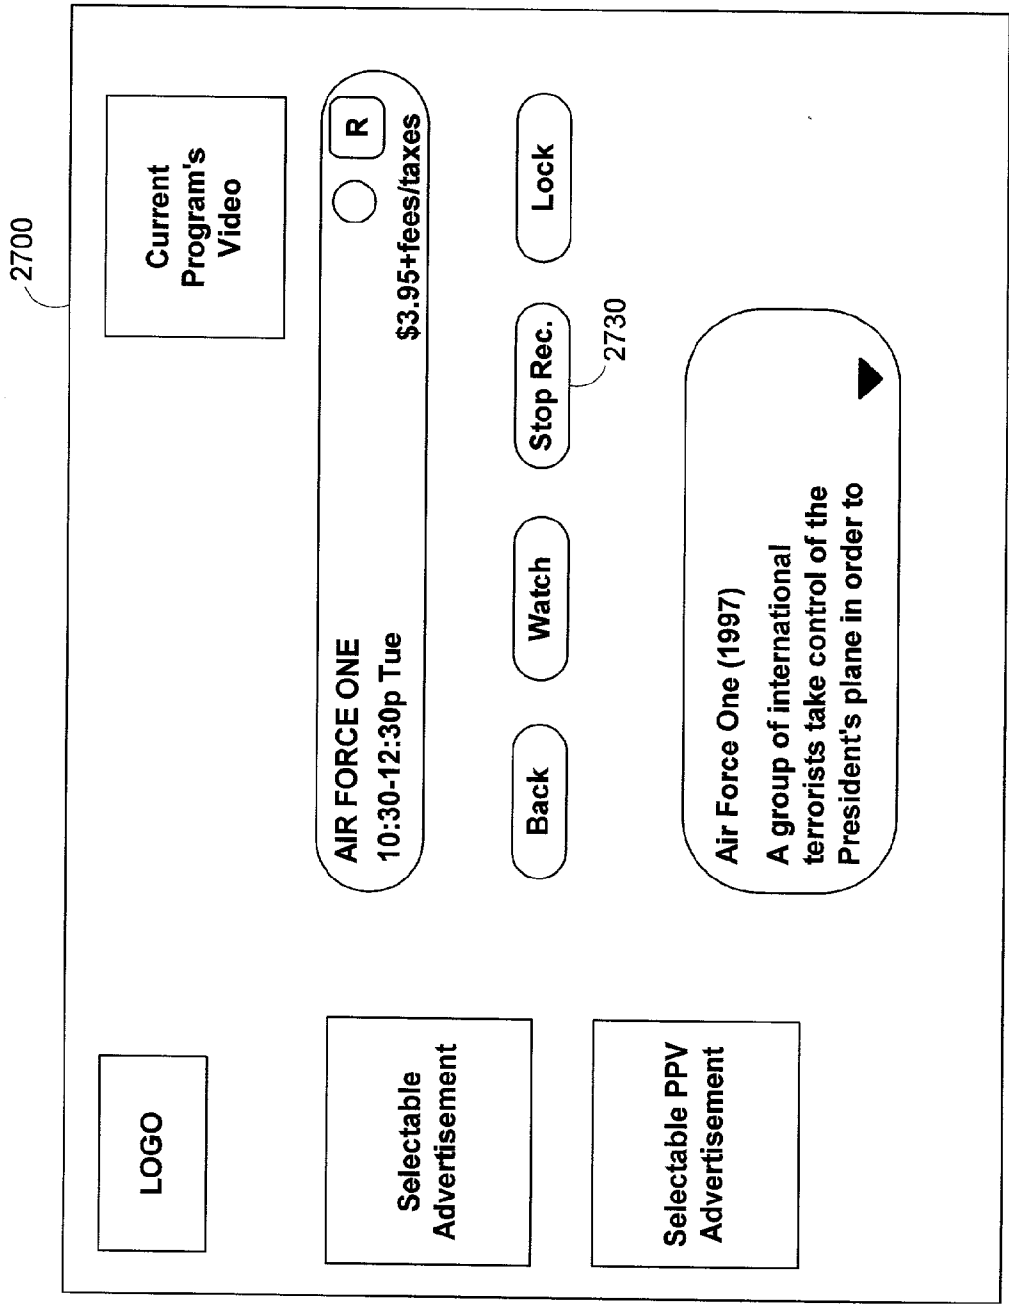 2700
LOGO
Current
Program's
Video
Selectable
Advertisement
Selectable PPV
Advertisement
AIR FORCE ONE
R
10:30-12:30p Tue
$3.95+fees/taxes
Back
Watch
Stop Rec.
Lock
2730
Air Force One (1997)
A group of international
terrorists take control of the
President's plane in order to